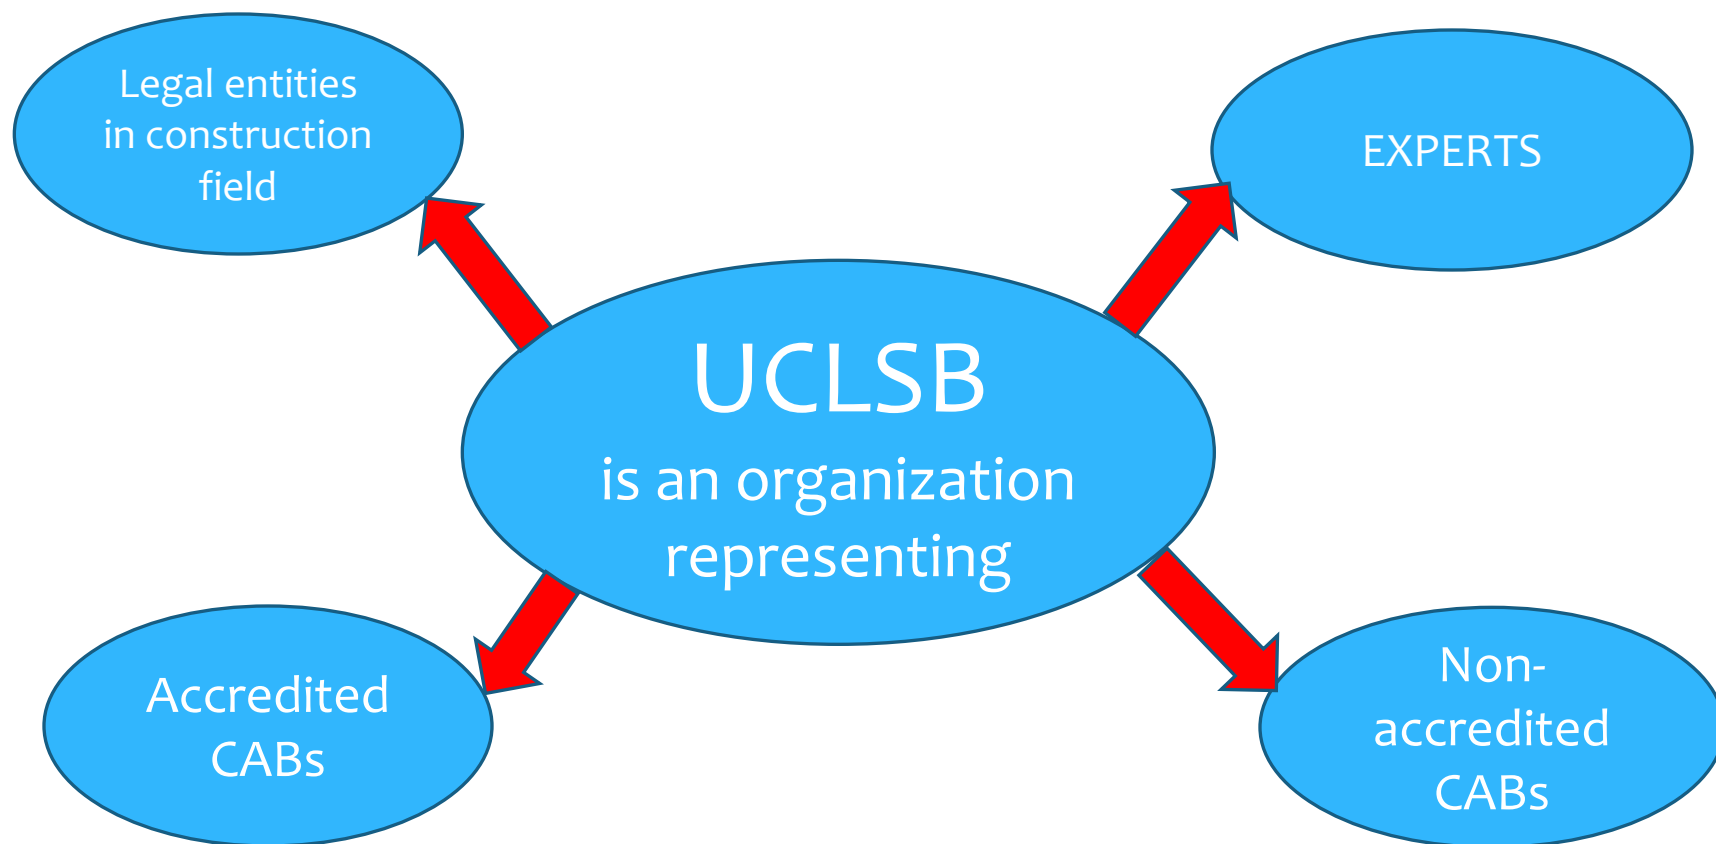 Legal entities
in construction
field
EXPERTS
UCLSB
is an organization
representing
Accredited
CABs
Non-
accredited
CABs